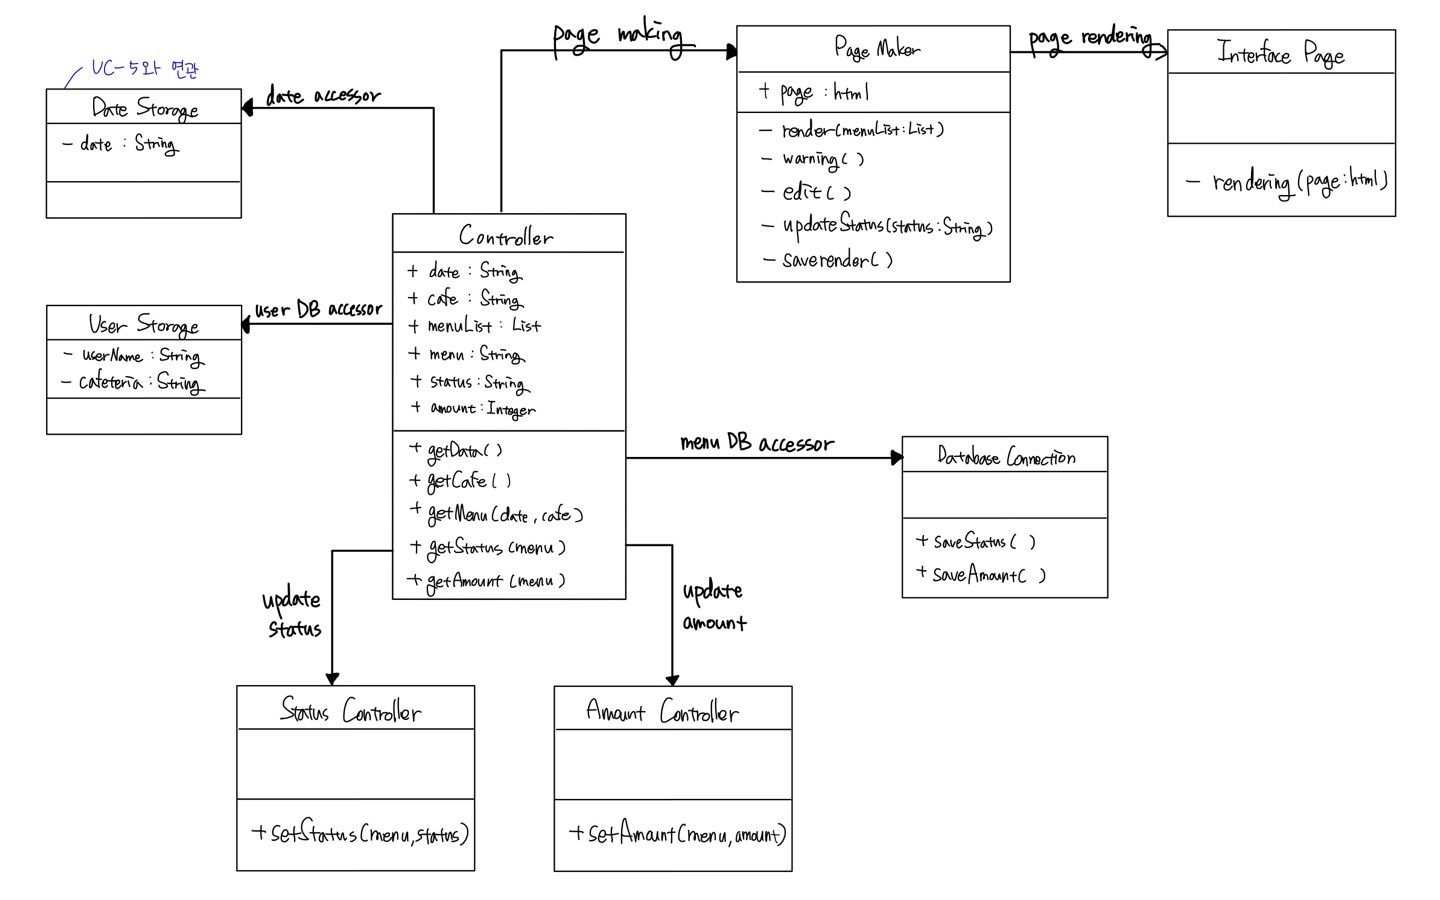 UC-5와 연관
Date Storage
- date : String
date accessor
page making
Page Maker
+ page : html
- render(menuList:List)
- warning( )
- edit( )
- updateStatus(status:String)
- saverender( )
page rendering
Interface Page
- rendering(page:html)
User Storage
- userName : String
- cafeteria : String
user DB accessor
Controller
+ date : String
+ cafe : String
+ menuList : List
+ menu : String
+ status : String
+ amount : Integer
+ getData( )
+ getCafe( )
+ getMenu(date, cafe)
+ getStatus(menu)
+ getAmount(menu)
menu DB accessor
Database Connection
+ saveStatus( )
+ saveAmount( )
update
status
update
amount
Status Controller
+ setStatus(menu,status)
Amount Controller
+ setAmount(menu, amount)